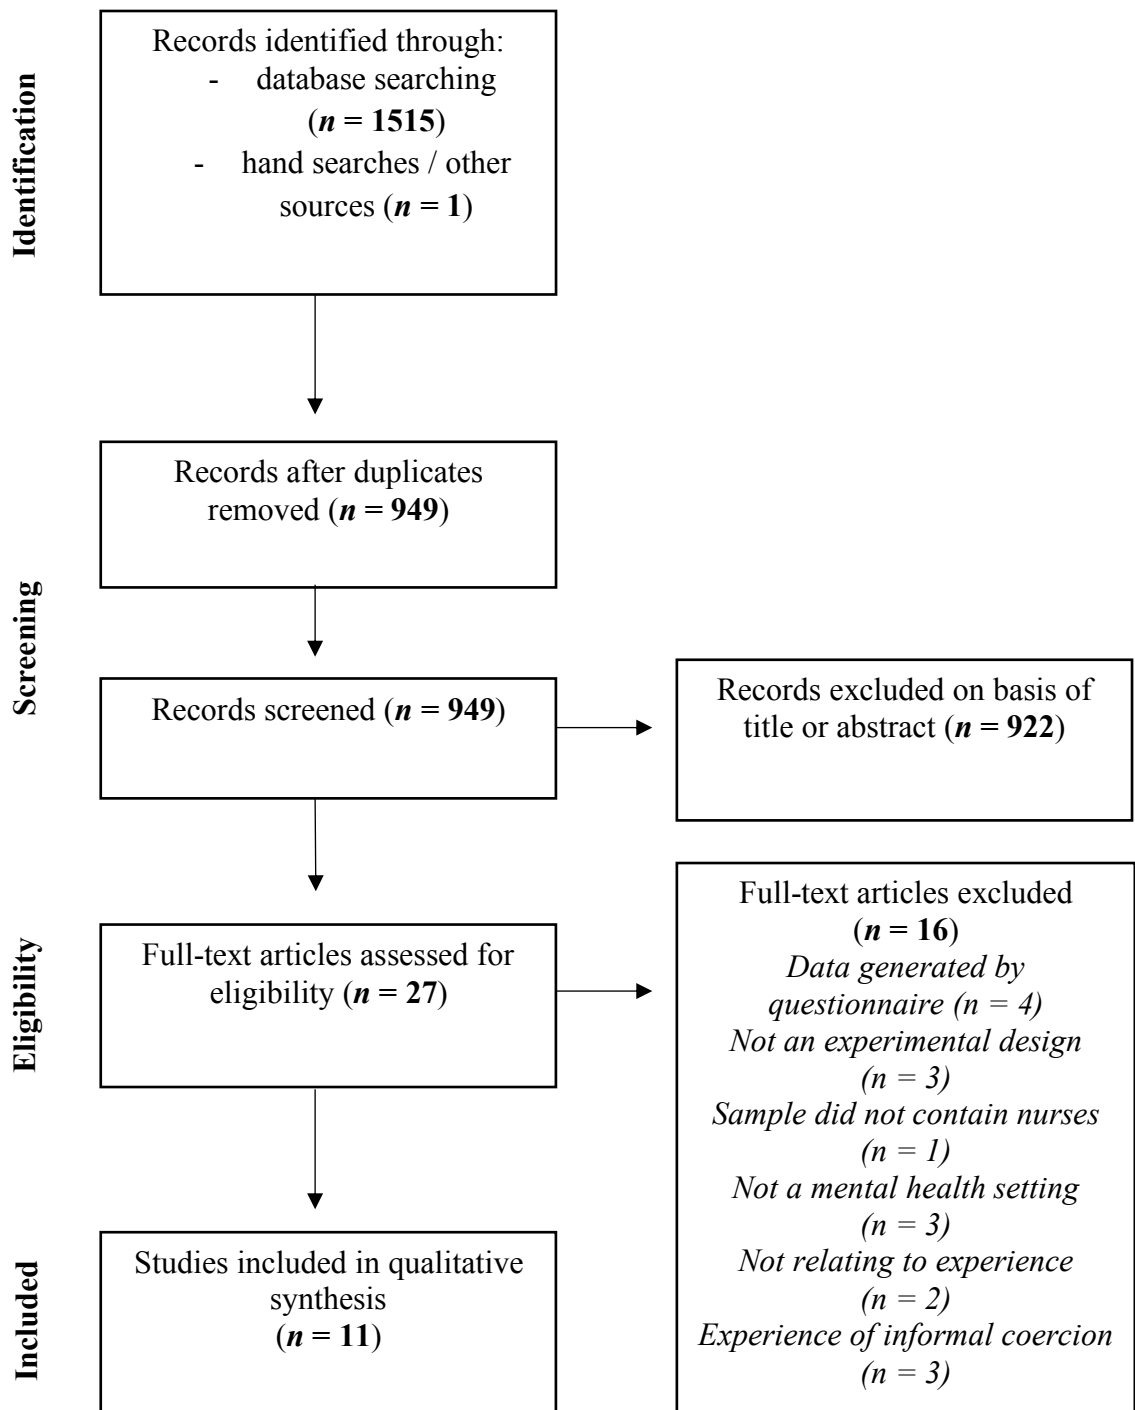 Identification
Records identified through:
- database searching
(n = 1515)
- hand searches / other
sources (n = 1)
Screening
Records after duplicates
removed (n = 949)
Records screened (n = 949)
Records excluded on basis of
title or abstract (n = 922)
Eligibility
Full-text articles assessed for
eligibility (n = 27)
Full-text articles excluded
(n = 16)
Data generated by
questionnaire (n = 4)
Not an experimental design
(n = 3)
Sample did not contain nurses
(n = 1)
Not a mental health setting
(n = 3)
Not relating to experience
(n = 2)
Experience of informal coercion
(n = 3)
Included
Studies included in qualitative
synthesis
(n = 11)